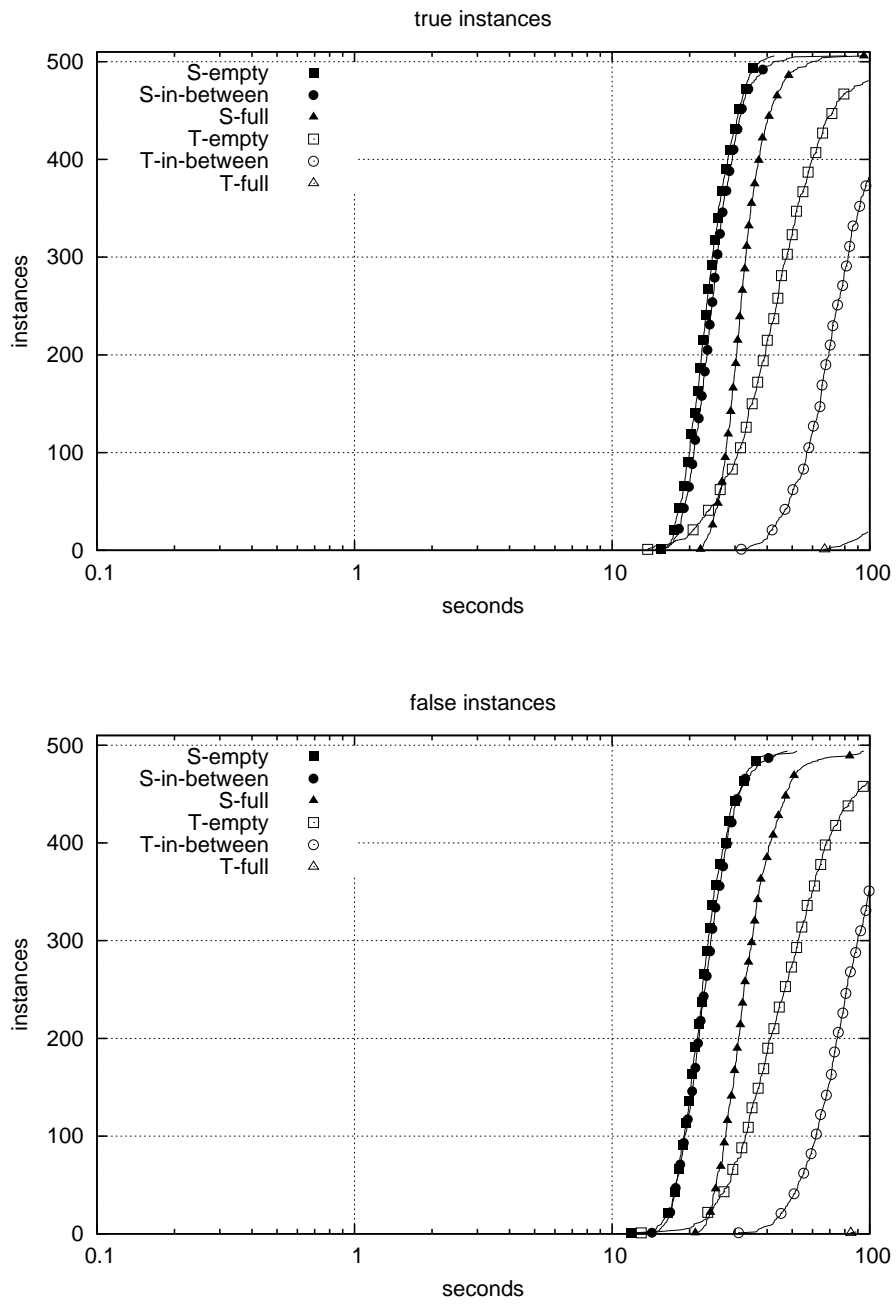 true instances
500
400
300
200
100
0
instances
S-empty
S-in-between
S-full
T-empty
T-in-between
T-full
0.1 1 10 100
seconds
false instances
500
400
300
200
100
0
instances
S-empty
S-in-between
S-full
T-empty
T-in-between
T-full
0.1 1 10 100
seconds